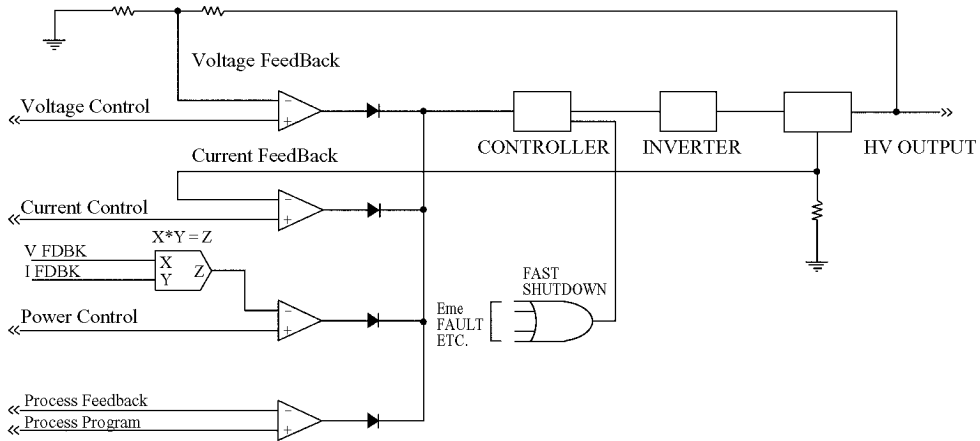 Voltage FeedBack
Voltage Control
−
+
CONTROLLER
INVERTER
HV OUTPUT
Current FeedBack
Current Control
−
+
X*Y = Z
V FDBK
I FDBK
X
Y
Z
FAST
SHUTDOWN
Eme
FAULT
ETC.
Power Control
−
+
Process Feedback
Process Program
−
+